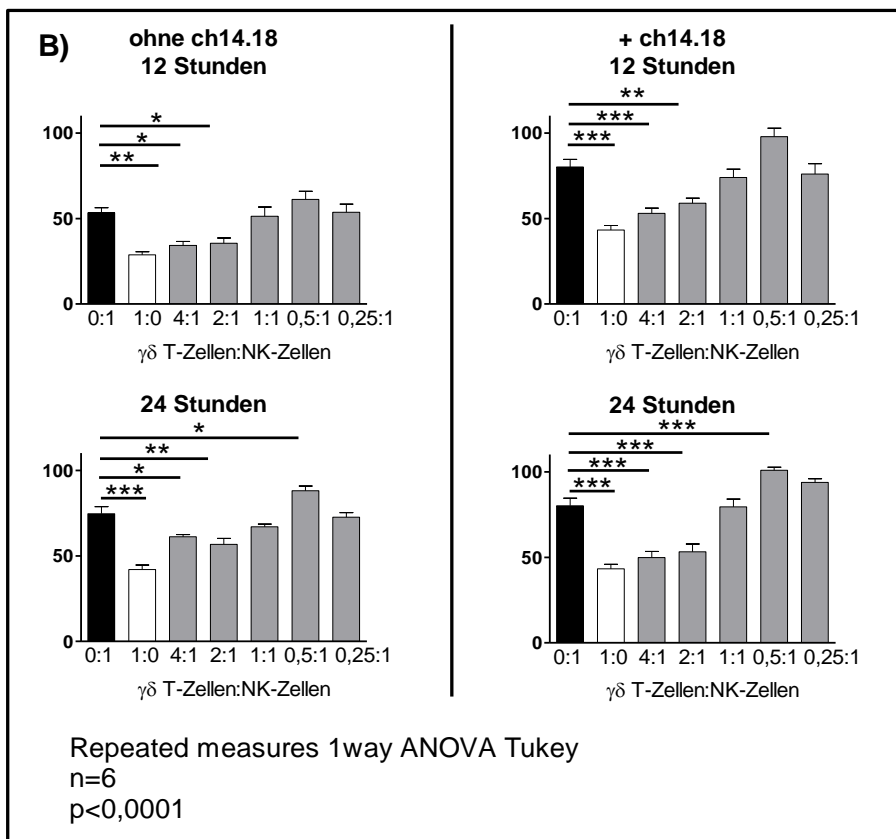 B)
ohne ch14.18
12 Stunden
*
*
**
100
50
0
0:1 1:0 4:1 2:1 1:1 0,5:1 0,25:1
γδ T-Zellen:NK-Zellen
+ ch14.18
12 Stunden
**
***
***
100
50
0
0:1 1:0 4:1 2:1 1:1 0,5:1 0,25:1
γδ T-Zellen:NK-Zellen
24 Stunden
*
**
*
***
100
50
0
0:1 1:0 4:1 2:1 1:1 0,5:1 0,25:1
γδ T-Zellen:NK-Zellen
24 Stunden
***
***
***
***
100
50
0
0:1 1:0 4:1 2:1 1:1 0,5:1 0,25:1
γδ T-Zellen:NK-Zellen
Repeated measures 1way ANOVA Tukey
n=6
p<0,0001